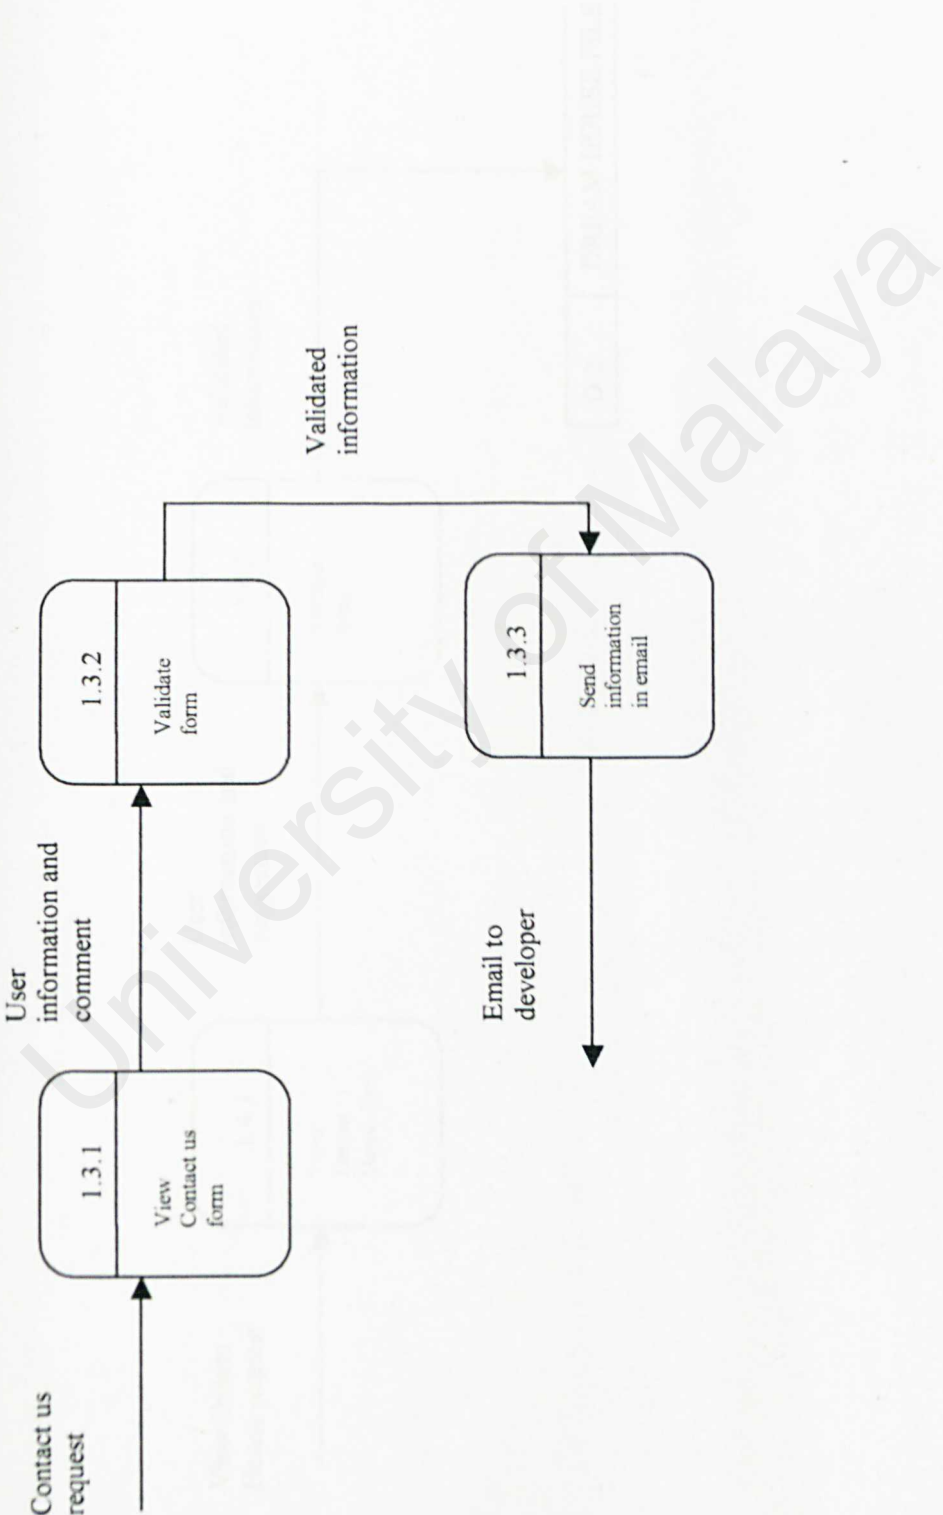 Contact us
request
1.3.1
View
Contact us
form
User
information and
comment
1.3.2
Validate
form
Validated
information
1.3.3
Send
information
in email
Email to
developer
University of Malaya